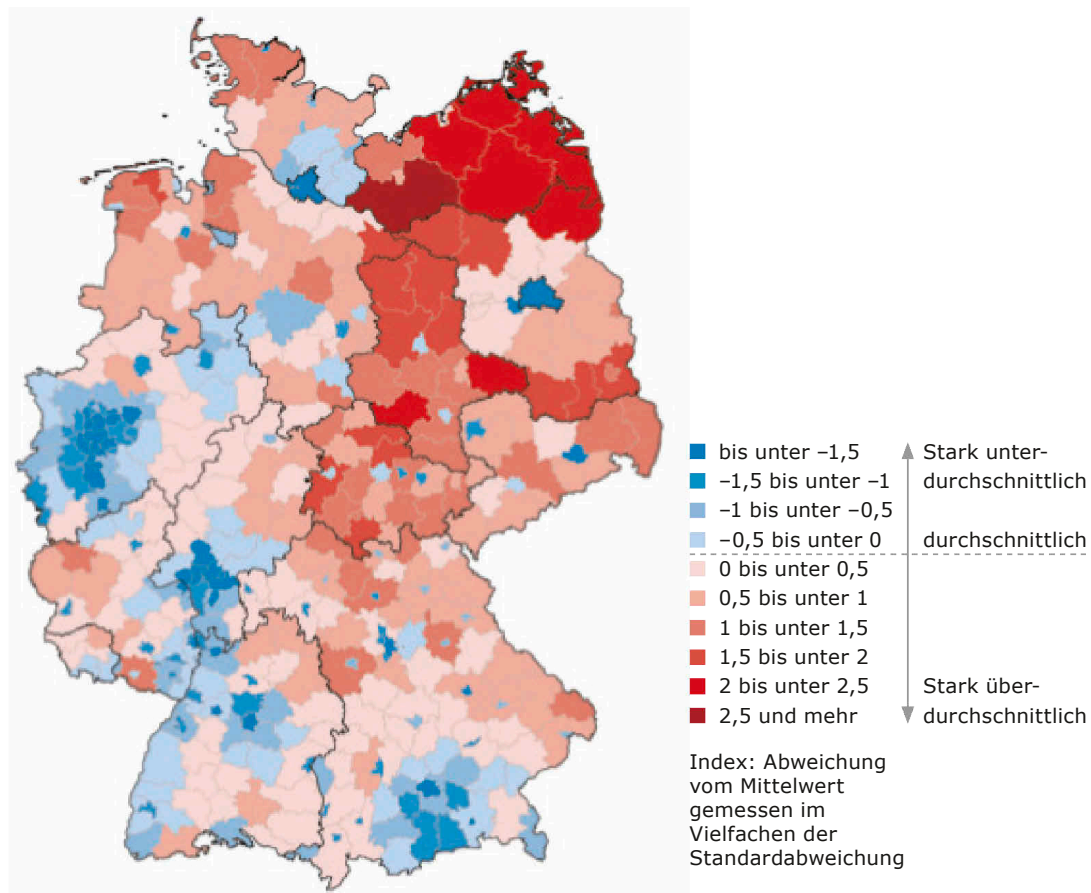 bis unter –1,5
–1,5 bis unter –1
–1 bis unter –0,5
–0,5 bis unter 0
0 bis unter 0,5
0,5 bis unter 1
1 bis unter 1,5
1,5 bis unter 2
2 bis unter 2,5
2,5 und mehr
Stark unter-
durchschnittlich
durchschnittlich
Stark über-
durchschnittlich
Index: Abweichung
vom Mittelwert
gemessen im
Vielfachen der
Standardabweichung